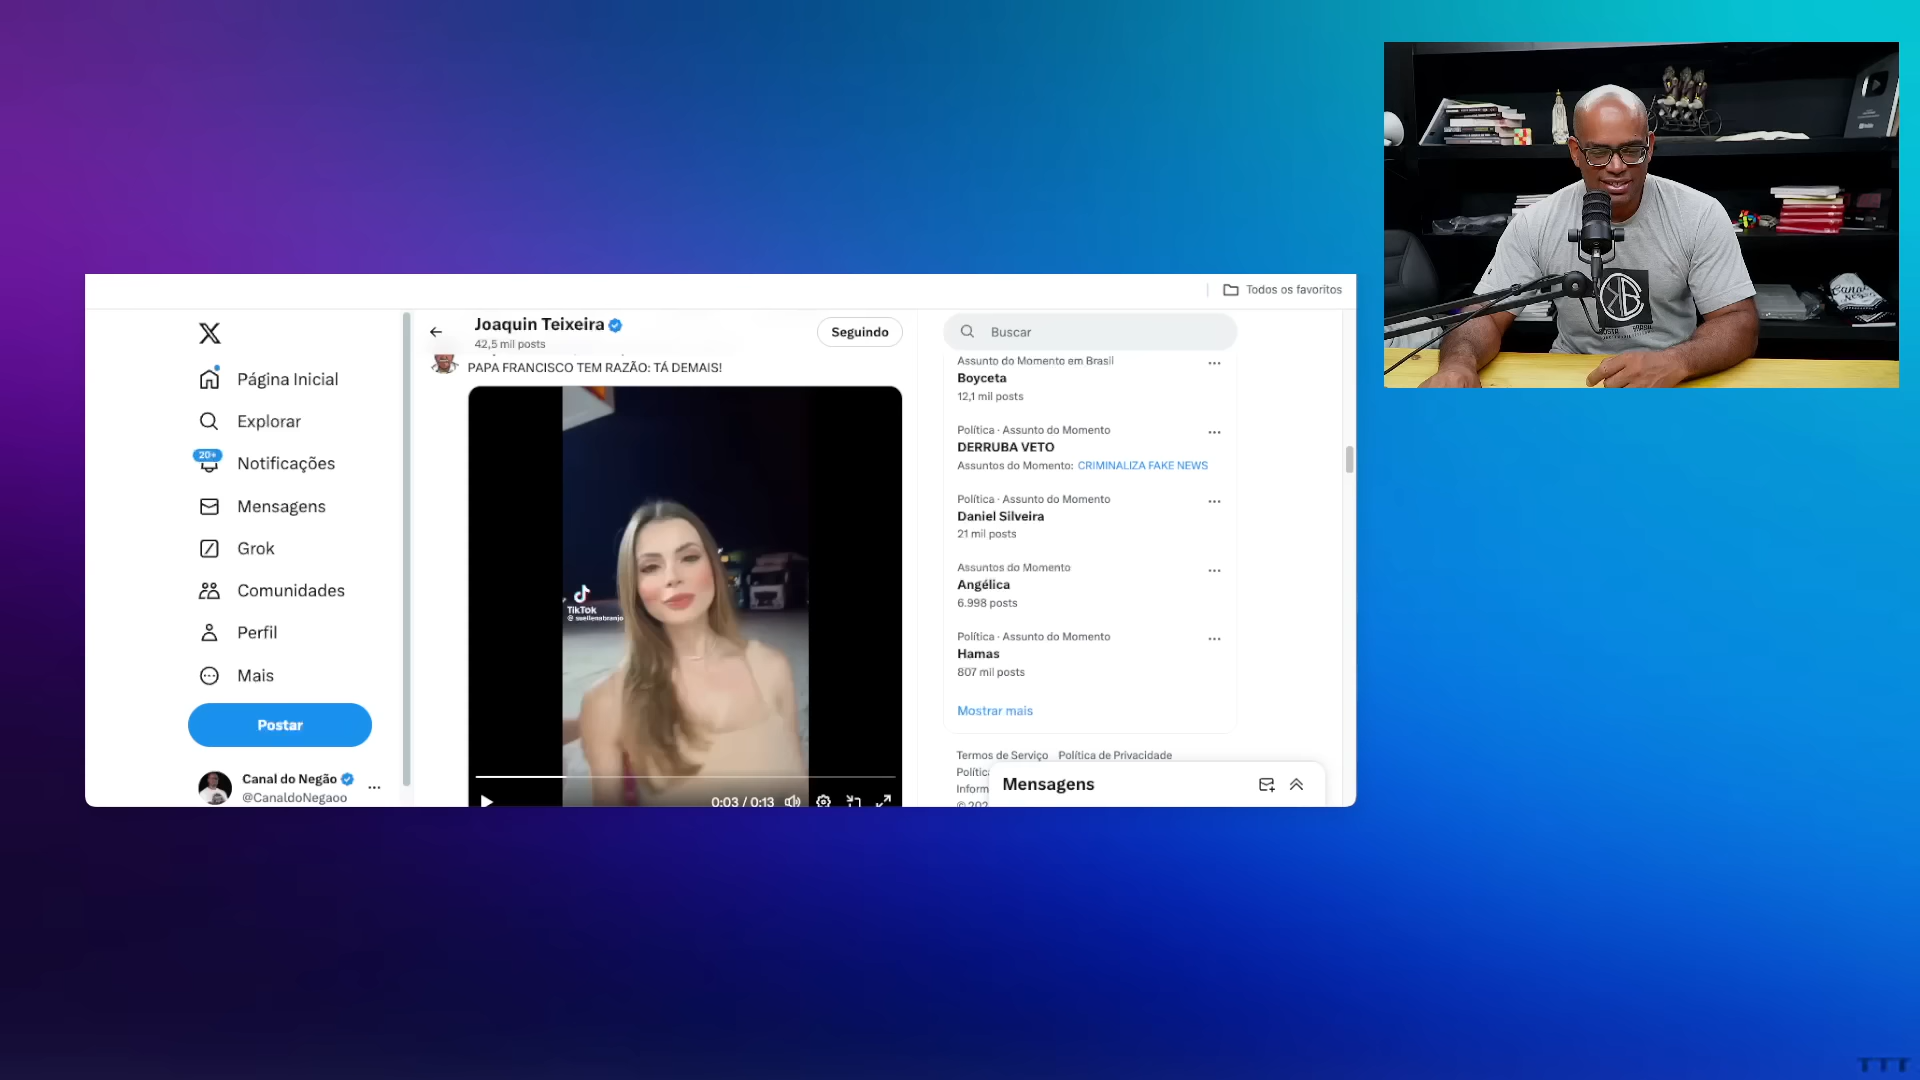 Todos os favoritos
Joaquin Teixeira
42,5 mil posts
Seguindo
Buscar
Página Inicial
Explorar
20+
Notificações
Mensagens
Grok
Comunidades
Perfil
Mais
Postar
Canal do Negão
@CanaldoNegaoo
PAPA FRANCISCO TEM RAZÃO: TÁ DEMAIS!
TikTok
@suellenabranjo
0:03 / 0:13
Assunto do Momento em Brasil
Boyceta
12,1 mil posts
Política · Assunto do Momento
DERRUBA VETO
Assuntos do Momento: CRIMINALIZA FAKE NEWS
Política · Assunto do Momento
Daniel Silveira
21 mil posts
Assuntos do Momento
Angélica
6.998 posts
Política · Assunto do Momento
Hamas
807 mil posts
Mostrar mais
Termos de Serviço Política de Privacidade
Mensagens
TTT